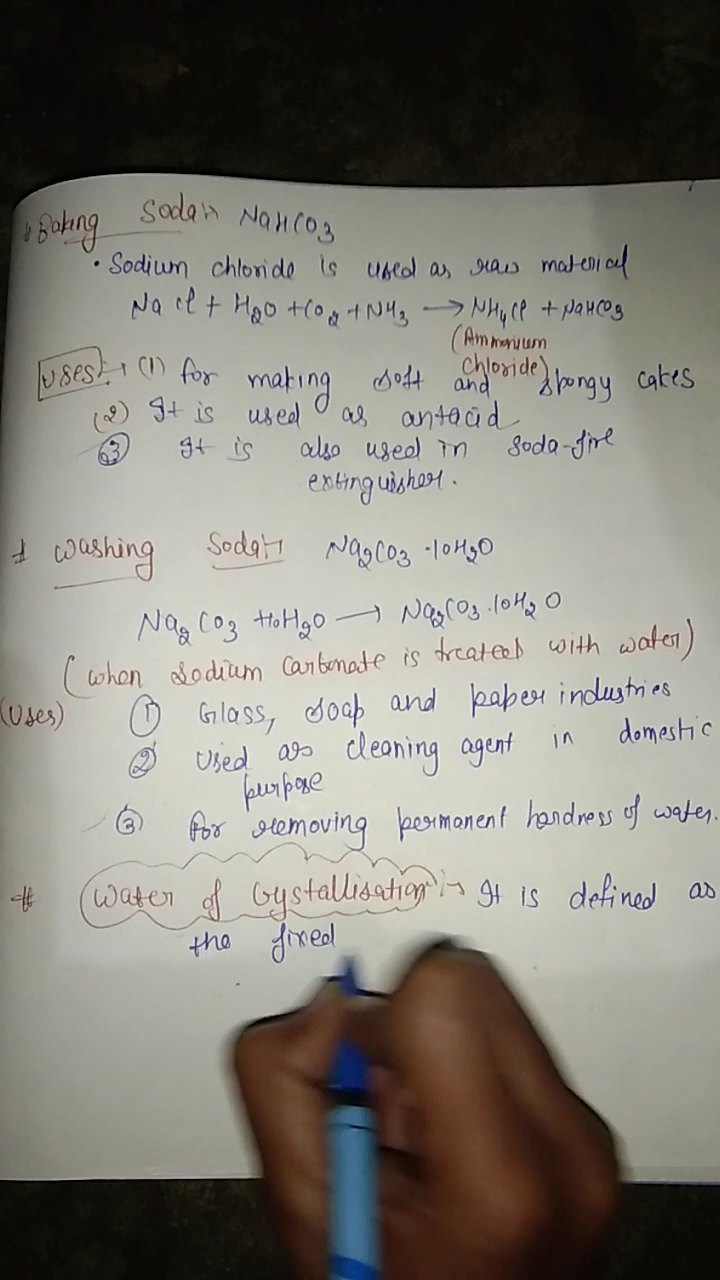 Baking Soda:→ NaHCO3
• Sodium chloride is used as raw material
NaCl + H2O + CO2 + NH3 → NH4Cl + NaHCO3
(Ammonium
chloride)
Uses:→ (1) for making soft and spongy cakes
(2) It is used as antacid
(3) It is also used in soda-fire
extinguisher.
* Washing Soda:→ Na2CO3 ·10H2O
Na2CO3 +10H2O → Na2CO3.10H2O
(when sodium carbonate is treated with water)
(Uses) ① Glass, soap and paper industries
② Used as cleaning agent in domestic
purpose
③ for removing permanent hardness of water.
# Water of Crystallisation:→ It is defined as
the fixed